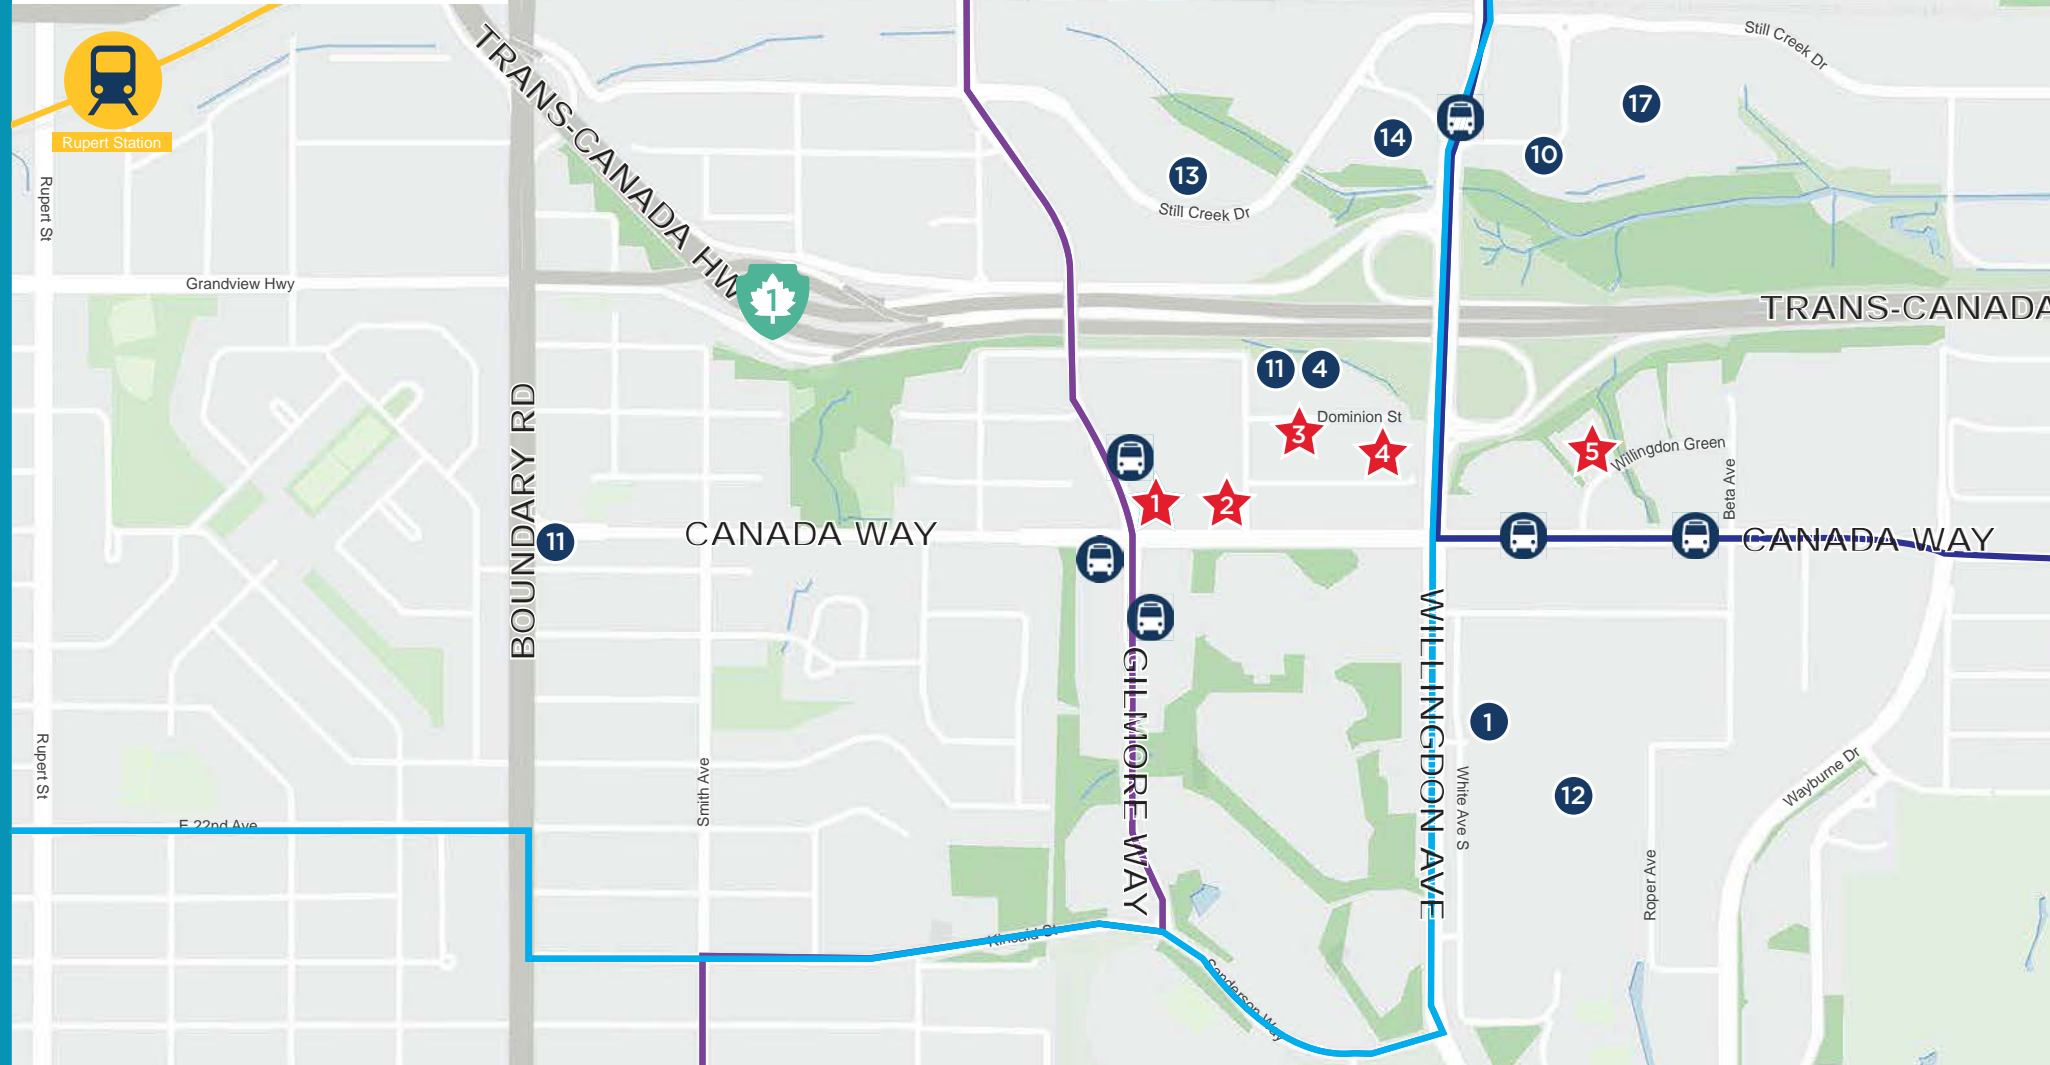 Still Creek Dr
TRANS-CANADA HW
17
14
Rupert Station
10
13
Rupert St
Still Creek Dr
Grandview Hwy
1
TRANS-CANADA
11
4
Dominion St
3
4
5
Willingdon Green
Beta Ave
1
2
BOUNDARY RD
11
CANADA WAY
CANADA WAY
GILMORE WAY
WILLINGDON AVE
1
Rupert St
Smith Ave
White Ave S
12
Wayburne Dr
E 22nd Ave
Roper Ave
Kincaid St
Sanderson Way